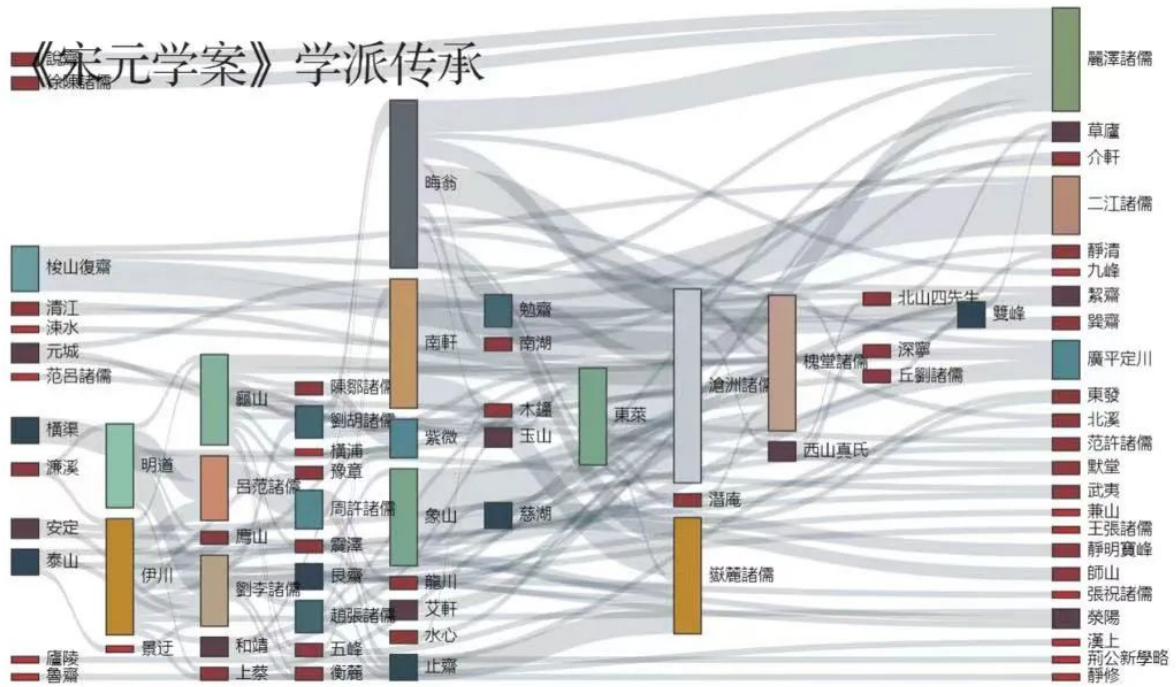 《宋元学案》学派传承
說齋
徐陳諸儒
梭山復齋
清江
涑水
元城
范呂諸儒
橫渠
濂溪
安定
泰山
廬陵
魯齋
明道
伊川
景迂
龜山
呂范諸儒
廌山
劉李諸儒
和靖
上蔡
陳鄒諸儒
劉胡諸儒
橫浦
豫章
周許諸儒
震澤
艮齋
趙張諸儒
五峰
衡麓
晦翁
南軒
紫微
象山
龍川
艾軒
水心
止齋
勉齋
南湖
木鐘
玉山
慈湖
東萊
滄洲諸儒
潛庵
嶽麓諸儒
槐堂諸儒
西山真氏
北山四先生
深寧
丘劉諸儒
雙峰
麗澤諸儒
草廬
介軒
二江諸儒
靜清
九峰
絜齋
巽齋
廣平定川
東發
北溪
范許諸儒
默堂
武夷
兼山
王張諸儒
靜明寶峰
師山
張祝諸儒
滎陽
漢上
荊公新學略
靜修